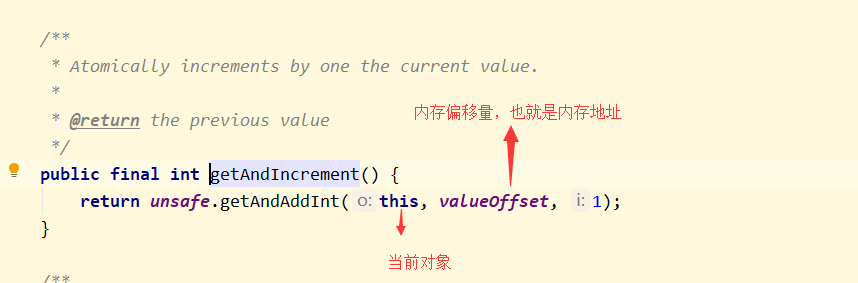 /**
* Atomically increments by one the current value.
*
* @return the previous value
内存偏移量，也就是内存地址
*/
public final int getAndIncrement() {
return unsafe.getAndAddInt( o: this, valueOffset, i: 1);
}
当前对象
/**